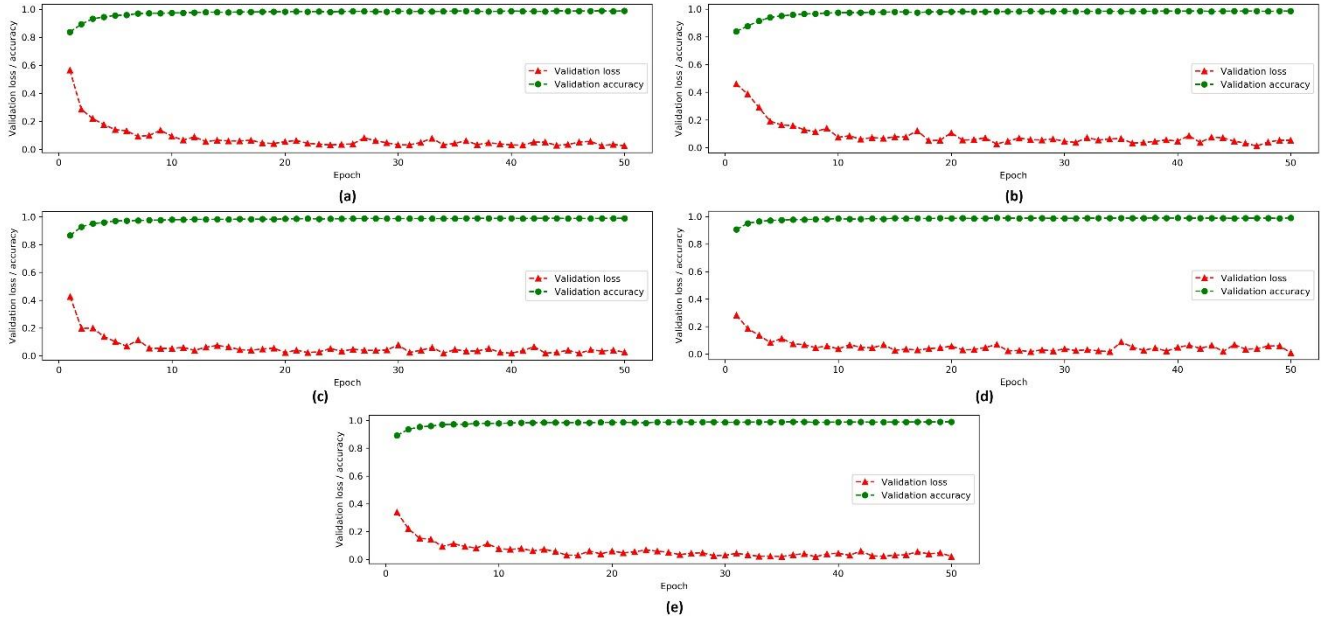 1.0
0.8
0.6
0.4
0.2
0.0
Validation loss / accuracy
Validation loss
Validation accuracy
0 10 20 30 40 50
Epoch
(a)
1.0
0.8
0.6
0.4
0.2
0.0
Validation loss / accuracy
Validation loss
Validation accuracy
0 10 20 30 40 50
Epoch
(b)
1.0
0.8
0.6
0.4
0.2
0.0
Validation loss / accuracy
Validation loss
Validation accuracy
0 10 20 30 40 50
Epoch
(c)
1.0
0.8
0.6
0.4
0.2
0.0
Validation loss / accuracy
Validation loss
Validation accuracy
0 10 20 30 40 50
Epoch
(d)
1.0
0.8
0.6
0.4
0.2
0.0
Validation loss / accuracy
Validation loss
Validation accuracy
0 10 20 30 40 50
Epoch
(e)